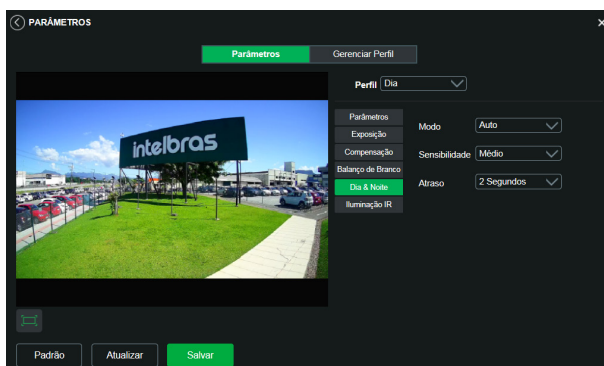 PARÂMETROS
Parâmetros
Gerenciar Perfil
Perfil Dia
intelbras
Parâmetros
Exposição
Compensação
Balanço de Branco
Dia & Noite
Iluminação IR
Modo Auto
Sensibilidade Médio
Atraso 2 Segundos
Padrão
Atualizar
Salvar